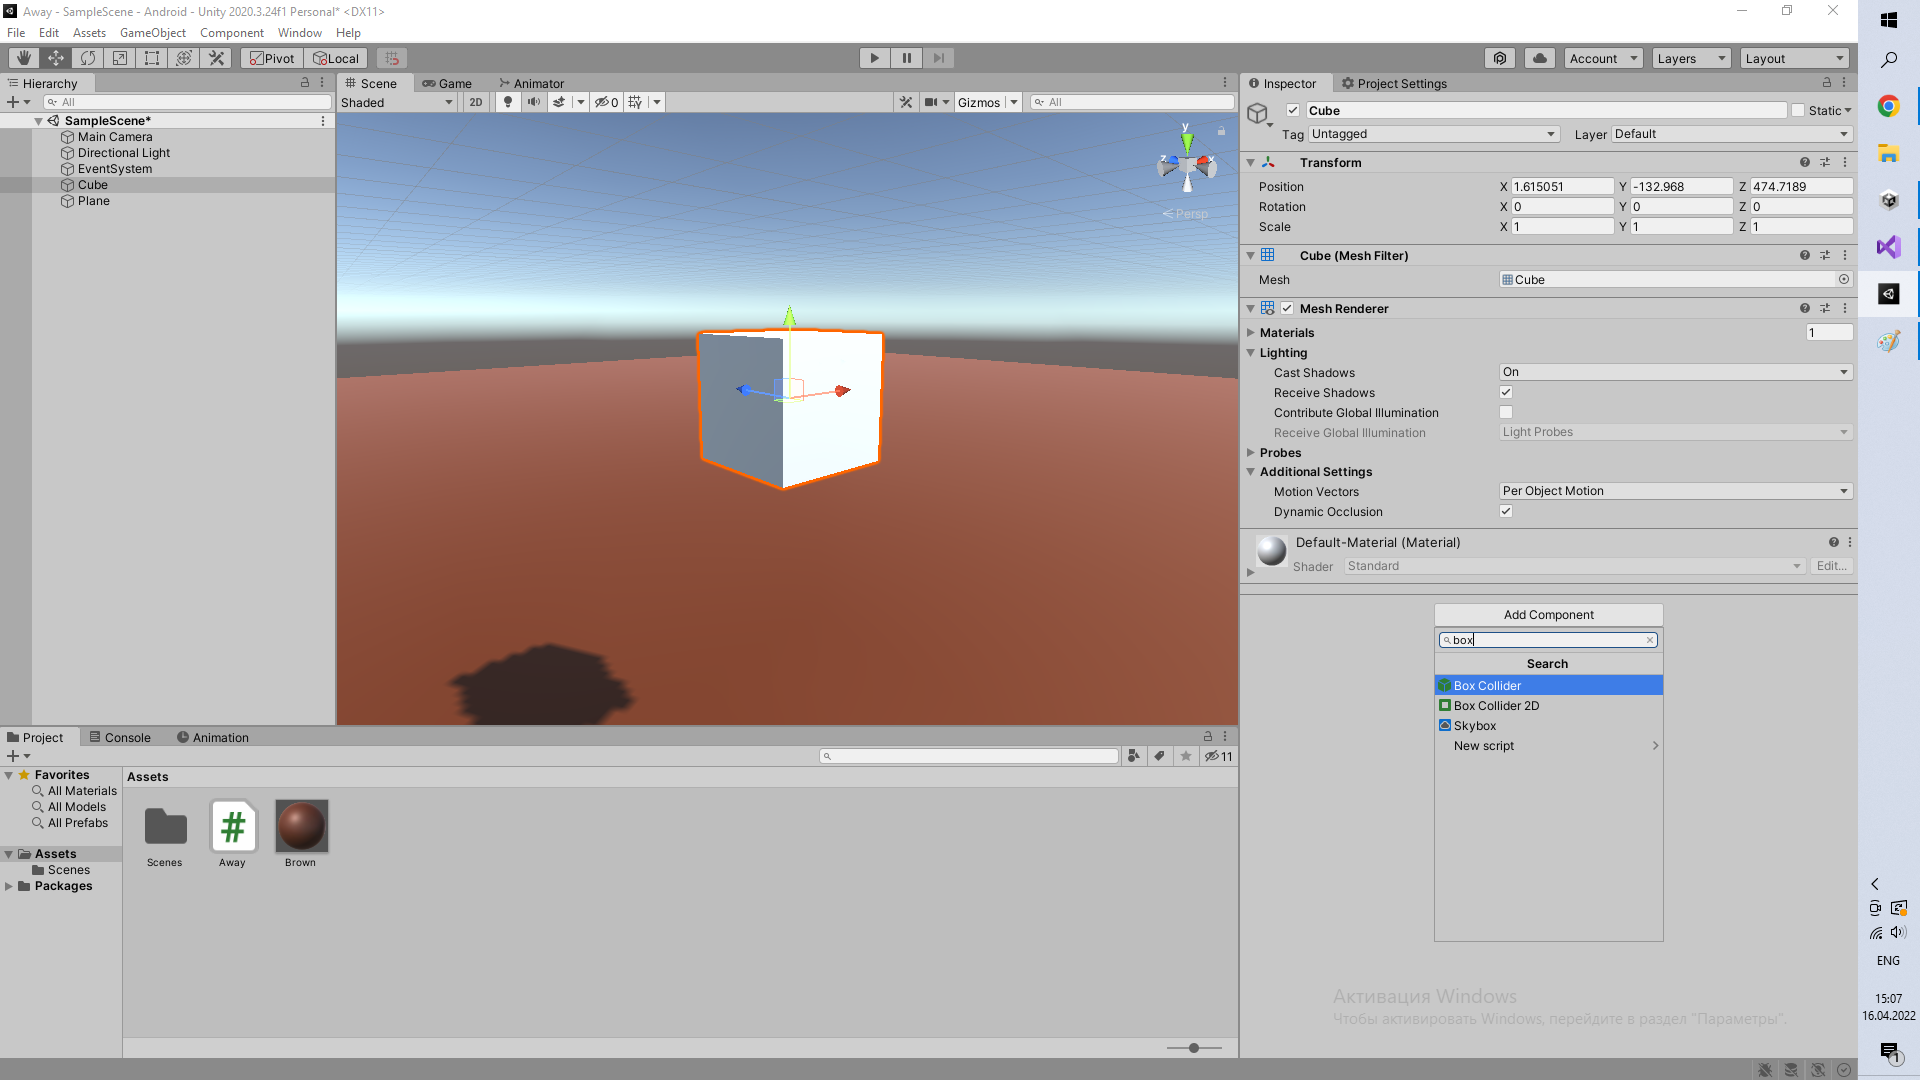 Away - SampleScene - Android - Unity 2020.3.24f1 Personal* <DX11>
File Edit Assets GameObject Component Window Help
Pivot Local Account Layers Layout
Hierarchy
All
SampleScene*
Main Camera
Directional Light
EventSystem
Cube
Plane
Scene Game Animator
Shaded 2D 0 Gizmos All
y
z x
Persp
Inspector Project Settings
Cube Static
Tag Untagged Layer Default
Transform
Position X 1.615051 Y -132.968 Z 474.7189
Rotation X 0 Y 0 Z 0
Scale X 1 Y 1 Z 1
Cube (Mesh Filter)
Mesh Cube
Mesh Renderer
Materials 1
Lighting
Cast Shadows On
Receive Shadows
Contribute Global Illumination
Receive Global Illumination Light Probes
Probes
Additional Settings
Motion Vectors Per Object Motion
Dynamic Occlusion
Default-Material (Material)
Shader Standard Edit...
Add Component
box
Search
Box Collider
Box Collider 2D
Skybox
New script
Project Console Animation
11
Favorites
All Materials
All Models
All Prefabs
Assets
Scenes
Packages
Assets
Scenes Away Brown
Активация Windows
Чтобы активировать Windows, перейдите в раздел "Параметры".
ENG
15:07
16.04.2022
1